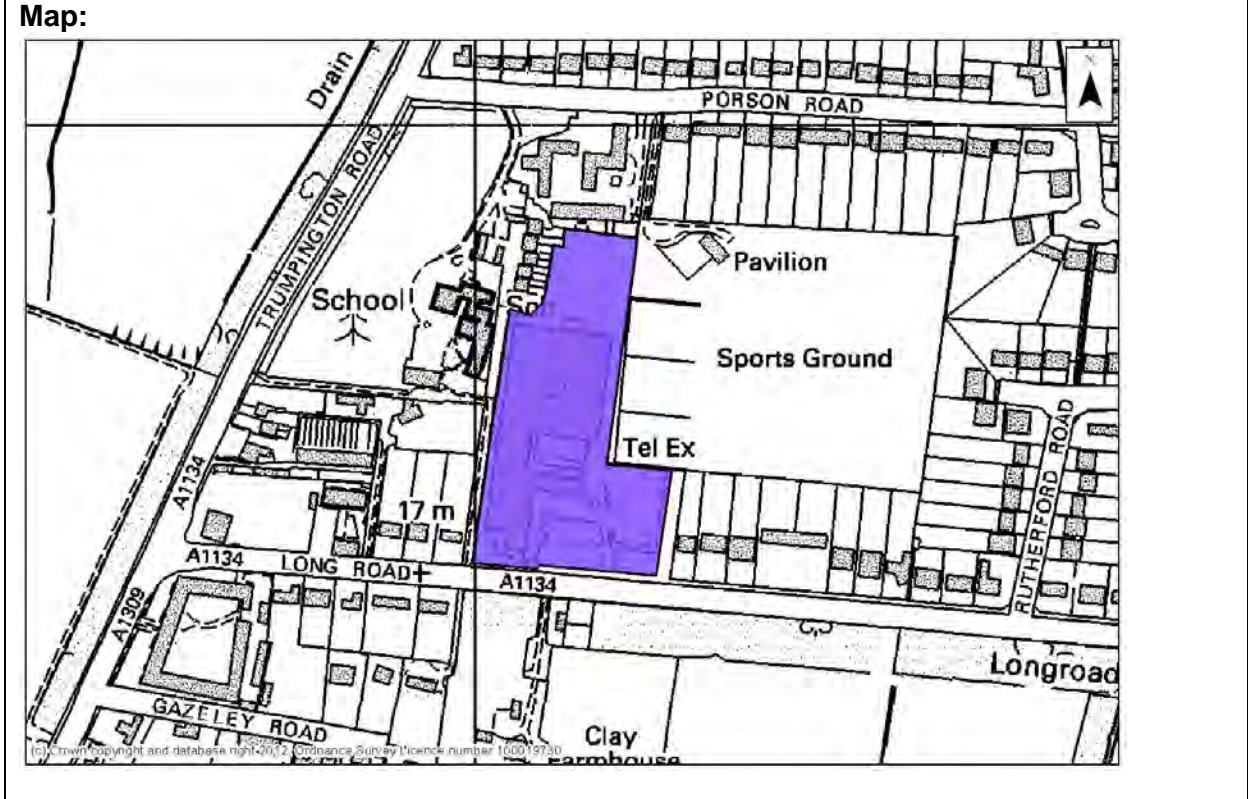 Map:
Drain
PORSON ROAD
TRUMPINGTON ROAD
School
Pavilion
Sports Ground
Tel Ex
A1134
17 m
RUTHERFORD ROAD
A1134
LONG ROAD
A1134
A1309
Longroad
GAZELEY ROAD
Clay
Farmhouse
(c) Crown copyright and database right 2012. Ordnance Survey Licence number 100019730